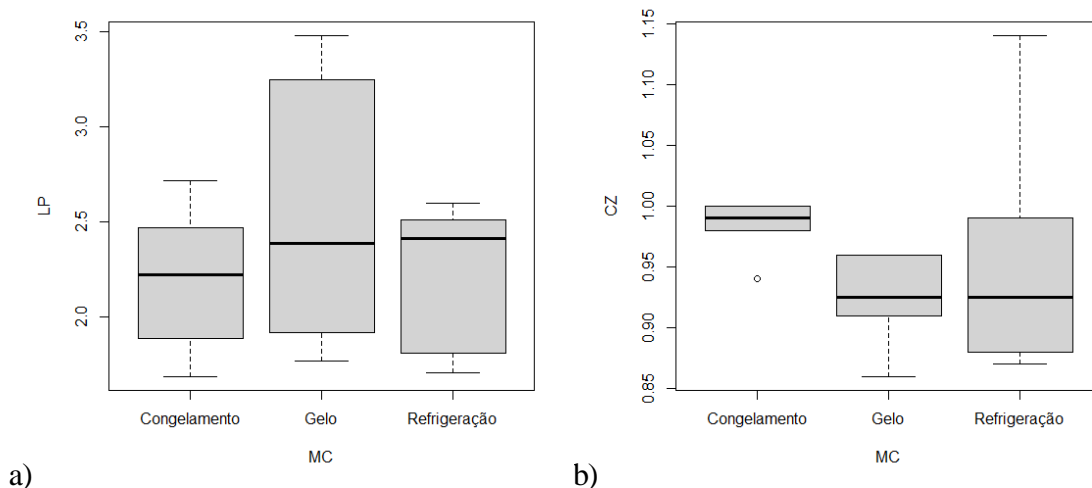 3.5
3.0
2.5
2.0
LP
Congelamento Gelo Refrigeração
MC
a)
1.15
1.10
1.05
1.00
0.95
0.90
0.85
CZ
Congelamento Gelo Refrigeração
MC
b)